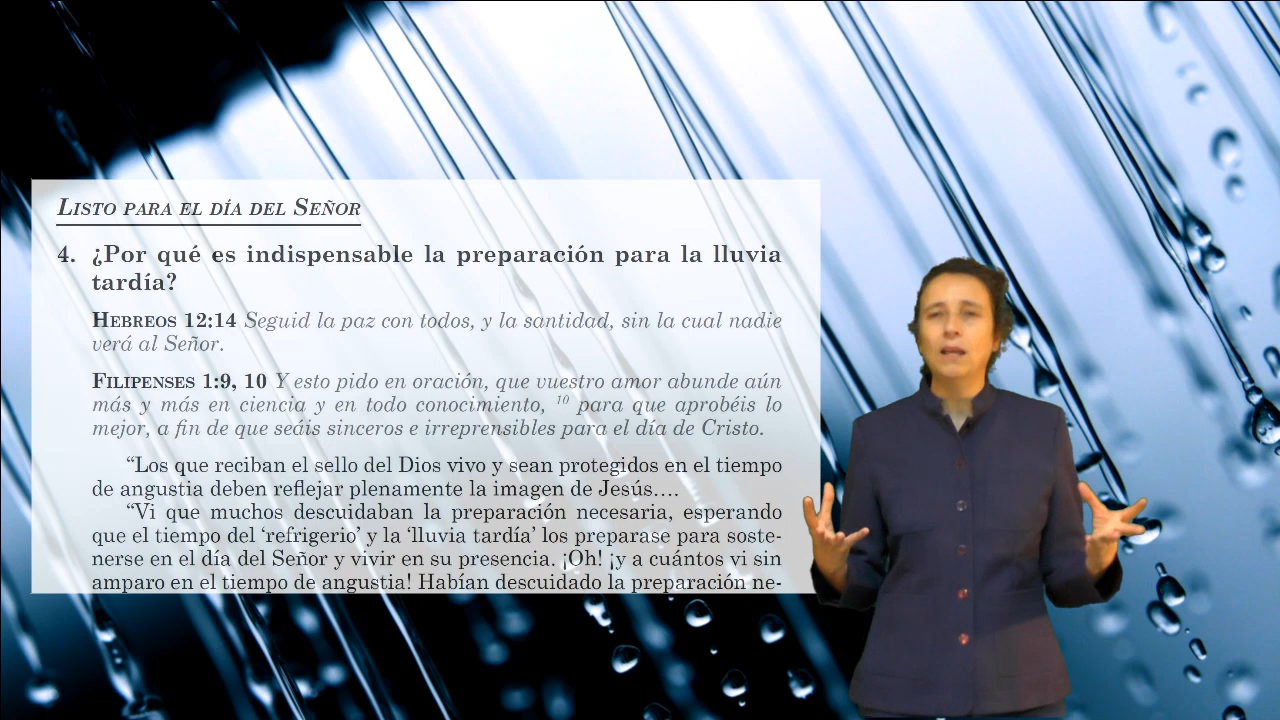 Listo para el día del Señor
4. ¿Por qué es indispensable la preparación para la lluvia
tardía?
Hebreos 12:14 Seguid la paz con todos, y la santidad, sin la cual nadie
verá al Señor.
Filipenses 1:9, 10 Y esto pido en oración, que vuestro amor abunde aún
más y más en ciencia y en todo conocimiento, 10 para que aprobéis lo
mejor, a fin de que seáis sinceros e irreprensibles para el día de Cristo.
“Los que reciban el sello del Dios vivo y sean protegidos en el tiempo
de angustia deben reflejar plenamente la imagen de Jesús….
“Vi que muchos descuidaban la preparación necesaria, esperando
que el tiempo del ‘refrigerio’ y la ‘lluvia tardía’ los preparase para soste-
nerse en el día del Señor y vivir en su presencia. ¡Oh! ¡y a cuántos vi sin
amparo en el tiempo de angustia! Habían descuidado la preparación ne-